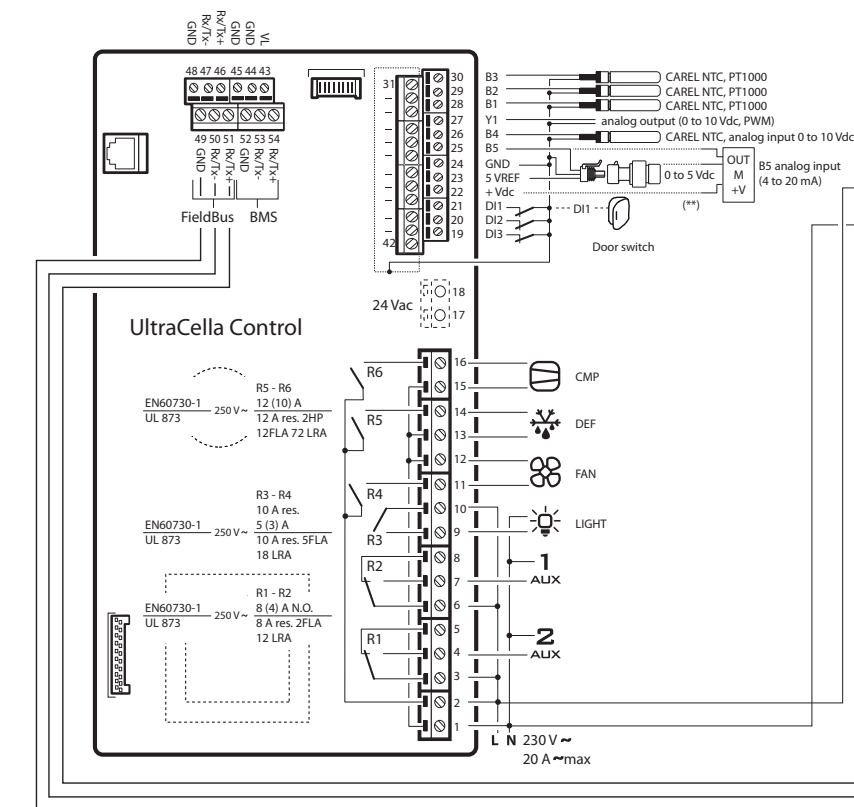 GND
Rx/Tx-
Rx/Tx+
GND
GND
VL
48 47 46 45 44 43
49 50 51 52 53 54
GND
Rx/Tx-
Rx/Tx+
GND
Rx/Tx-
Rx/Tx+
FieldBus BMS
31
42
30 B3 CAREL NTC, PT1000
29 B2 CAREL NTC, PT1000
28 B1 CAREL NTC, PT1000
27 Y1 analog output (0 to 10 Vdc, PWM)
26 B4 CAREL NTC, analog input 0 to 10 Vdc
25 B5
24 GND
23 5 VREF 0 to 5 Vdc
22 + Vdc (**)
OUT
M
+V
B5 analog input
(4 to 20 mA)
21 DI1 DI1
20 DI2
19 DI3
Door switch
24 Vac
18
17
UltraCella Control
R6 16 CMP
15
R5 14 DEF
13
12 FAN
R4 11
10
R3 9 LIGHT
R2 8 1
7 AUX
6
R1 5 2
4 AUX
3
2
1
EN60730-1
UL 873
250 V~
R5 - R6
12 (10) A
12 A res. 2HP
12FLA 72 LRA
EN60730-1
UL 873
250 V~
R3 - R4
10 A res.
5 (3) A
10 A res. 5FLA
18 LRA
EN60730-1
UL 873
250 V~
R1 - R2
8 (4) A N.O.
8 A res. 2FLA
12 LRA
L N 230 V ~
20 A ~max